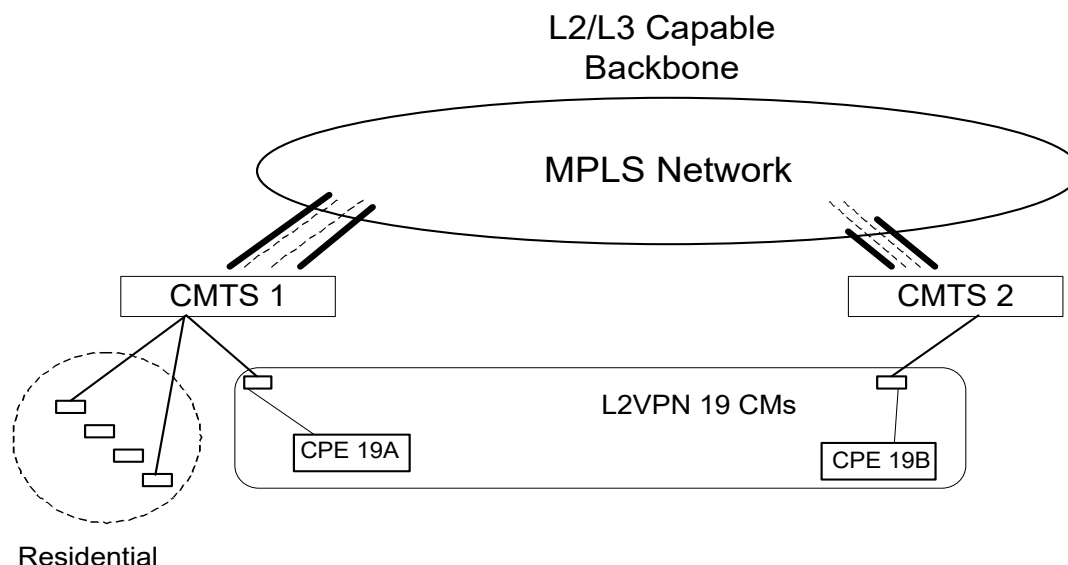 L2/L3 Capable
Backbone
MPLS Network
CMTS 1
CMTS 2
L2VPN 19 CMs
CPE 19A
CPE 19B
Residential